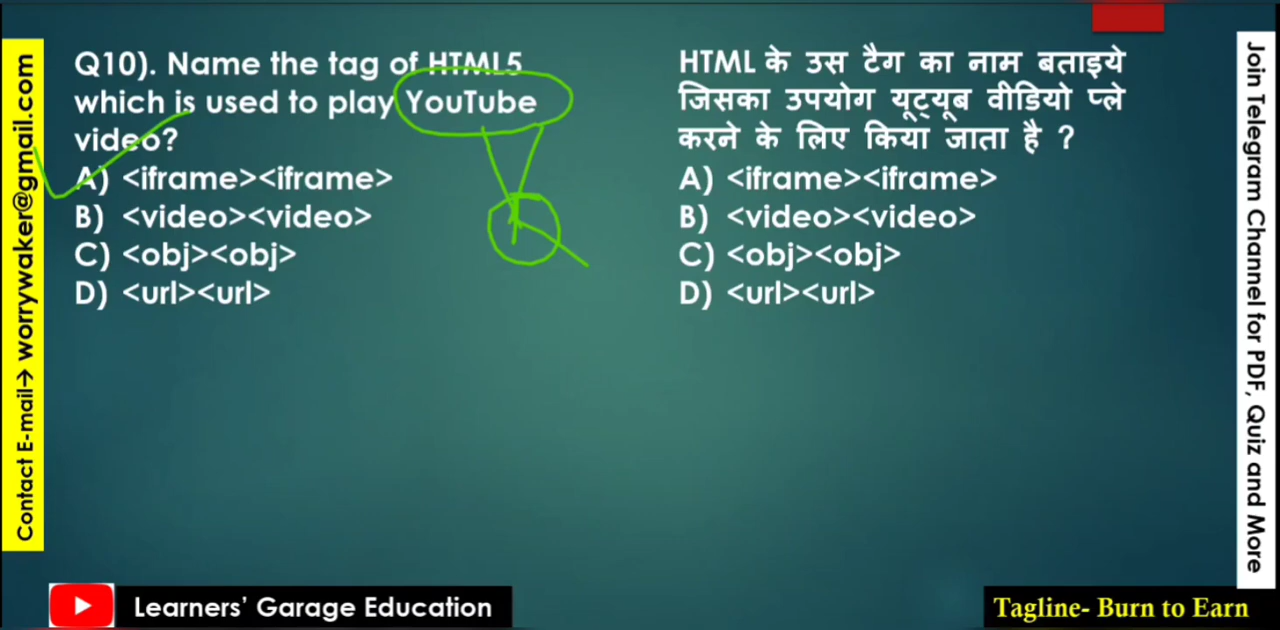 Q10). Name the tag of HTML5
which is used to play YouTube
video?
A) <iframe><iframe>
B) <video><video>
C) <obj><obj>
D) <url><url>
HTML के उस टैग का नाम बताइये
जिसका उपयोग यूट्यूब वीडियो प्ले
करने के लिए किया जाता है ?
A) <iframe><iframe>
B) <video><video>
C) <obj><obj>
D) <url><url>
Contact E-mail→ worrywaker@gmail.com
Join Telegram Channel for PDF, Quiz and More
Learners’ Garage Education
Tagline- Burn to Earn